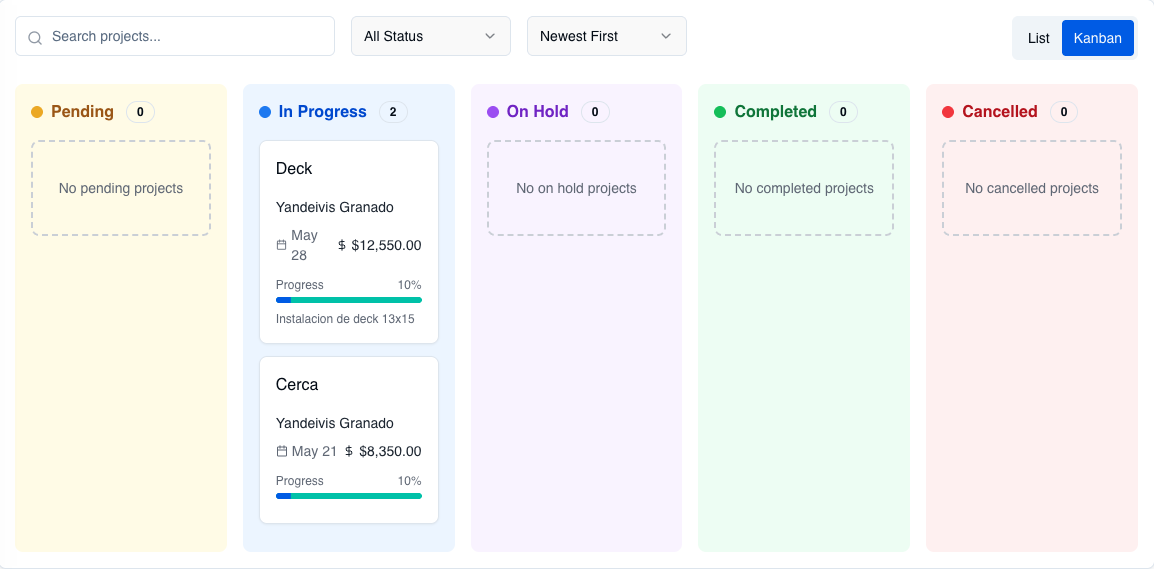 Search projects...
All Status
Newest First
List
Kanban
Pending 0
No pending projects
In Progress 2
Deck
Yandeivis Granado
May
28
$ $12,550.00
Progress 10%
Instalacion de deck 13x15
Cerca
Yandeivis Granado
May 21 $ $8,350.00
Progress 10%
On Hold 0
No on hold projects
Completed 0
No completed projects
Cancelled 0
No cancelled projects